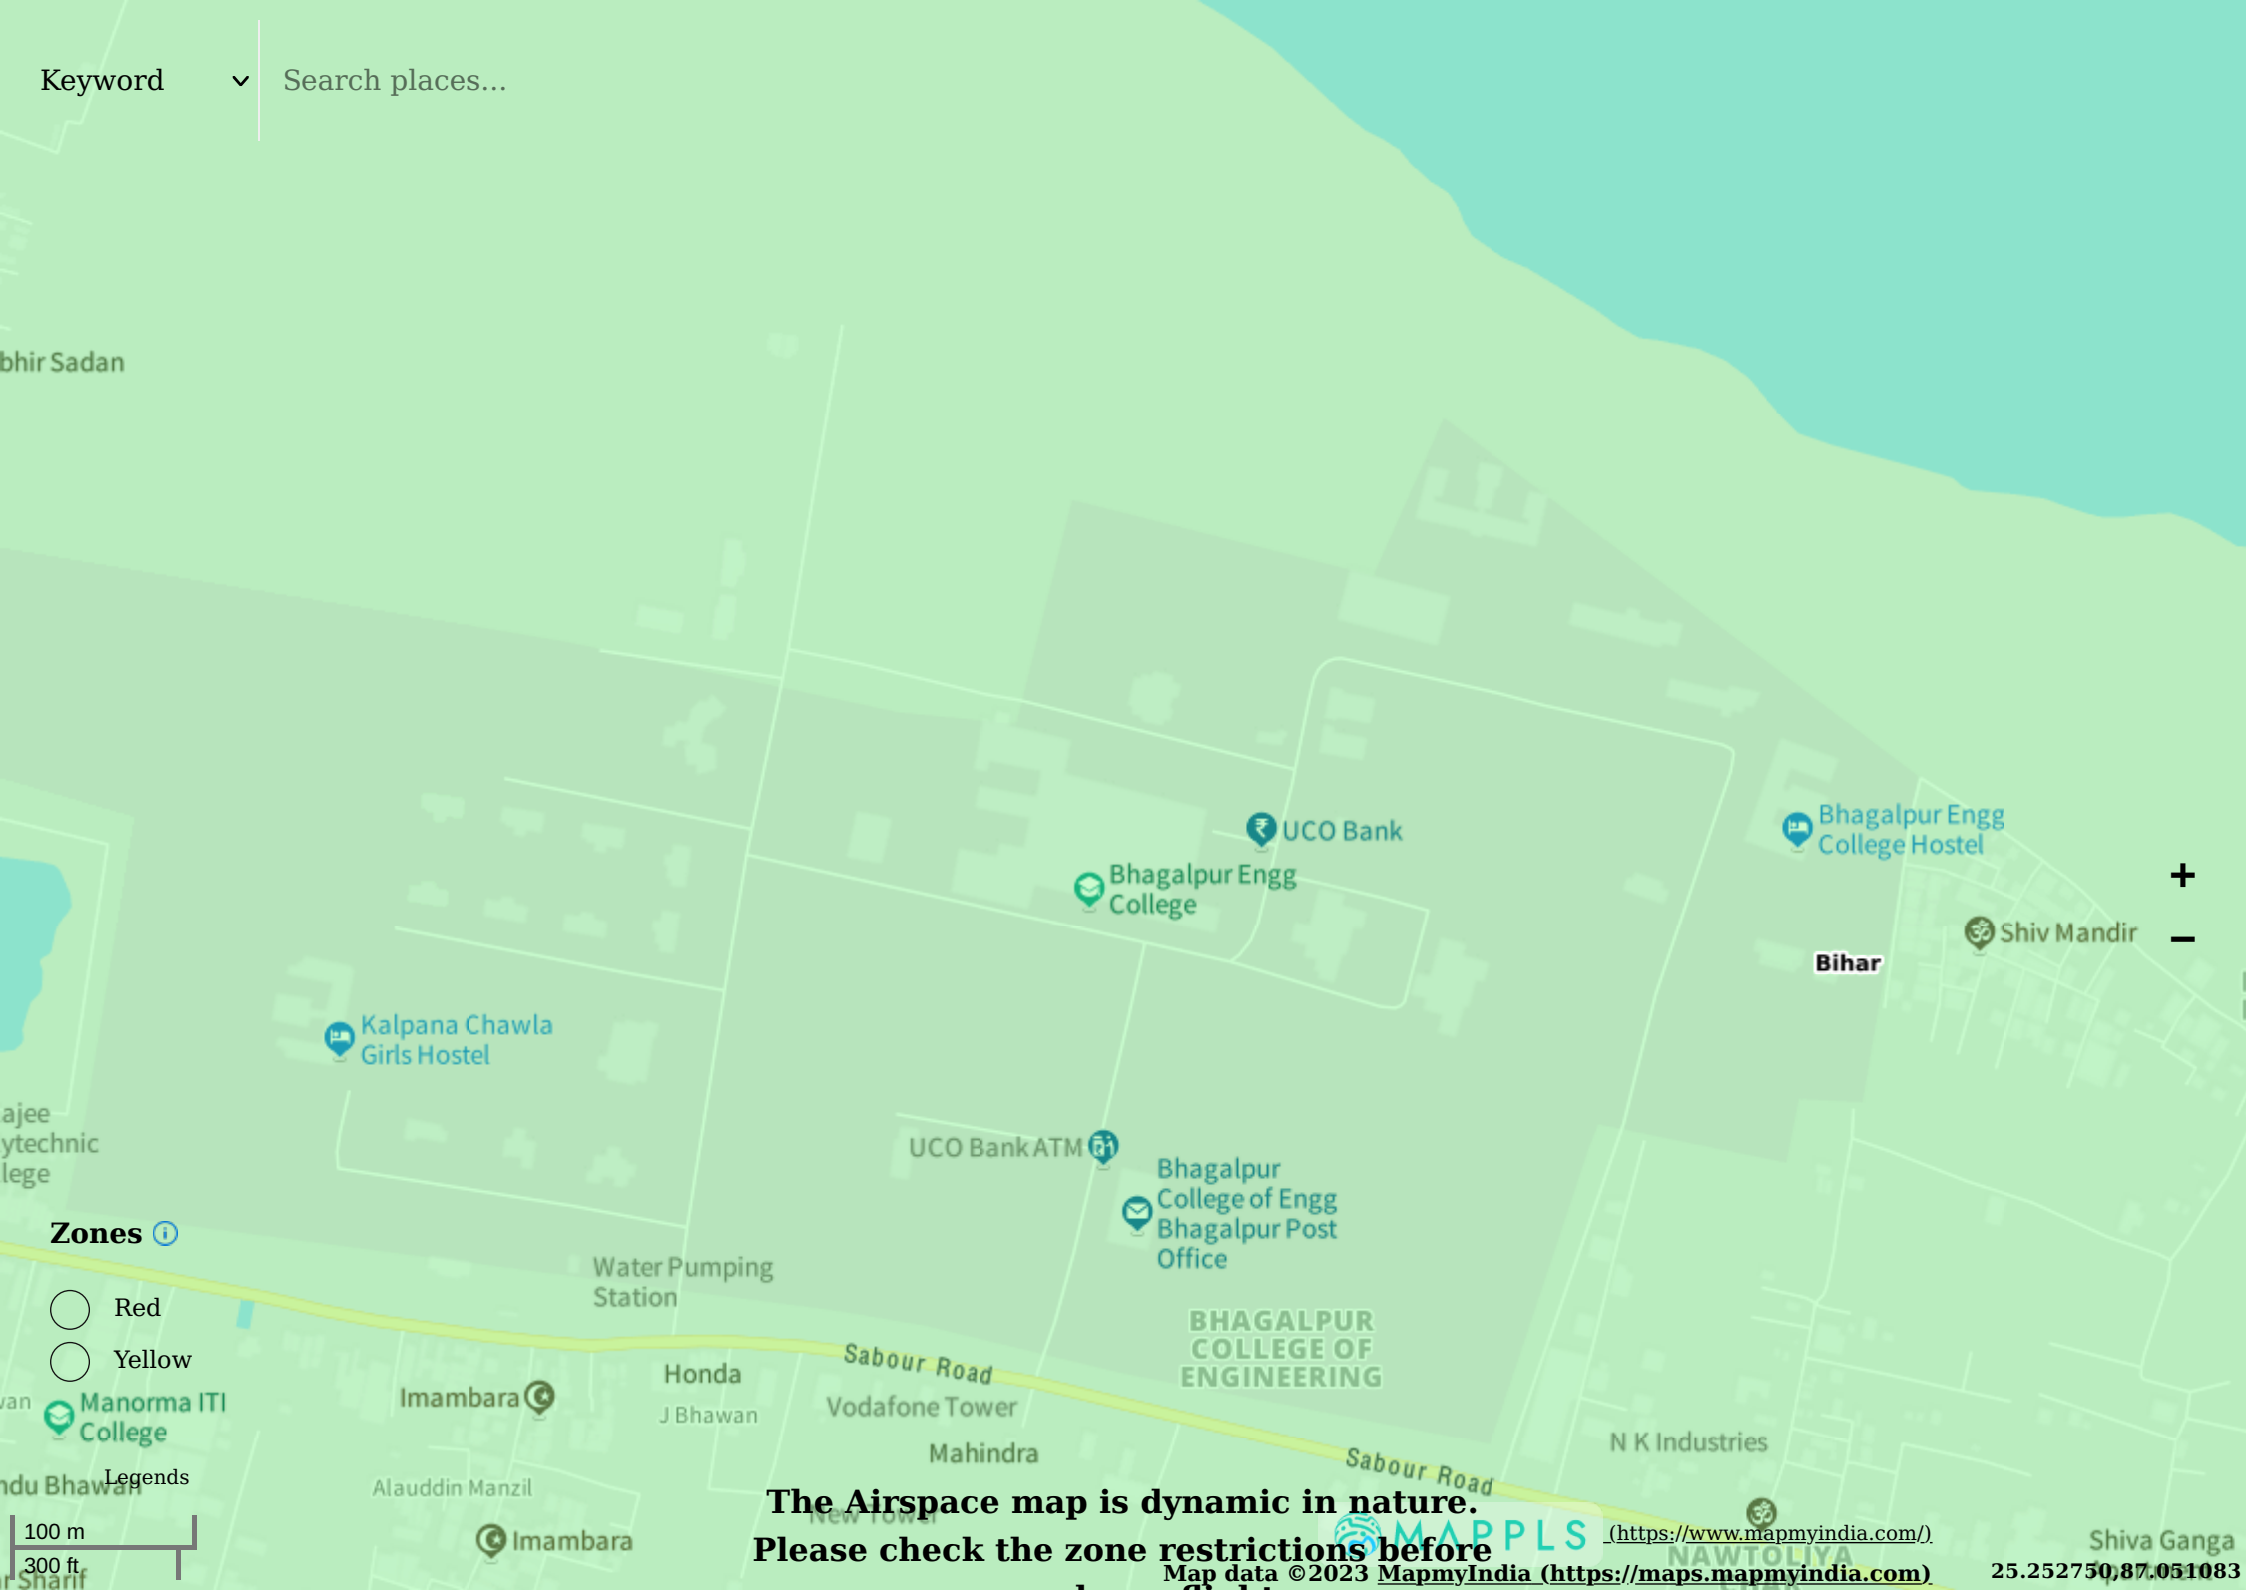 Keyword
Search places...
bhir Sadan
UCO Bank
Bhagalpur Engg
College
Bhagalpur Engg
College Hostel
Shiv Mandir
Bihar
+
−
Kalpana Chawla
Girls Hostel
ajee
ytechnic
lege
UCO Bank ATM
Bhagalpur
College of Engg
Bhagalpur Post
Office
Zones
Red
Yellow
Water Pumping
Station
BHAGALPUR
COLLEGE OF
ENGINEERING
Sabour Road
Honda
J Bhawan
Imambara
Vodafone Tower
Mahindra
van
Manorma ITI
College
N K Industries
Sabour Road
Legends
ndu Bhawan
Alauddin Manzil
Imambara
New Tower
The Airspace map is dynamic in nature.
Please check the zone restrictions before
MAPPLS
(https://www.mapmyindia.com/)
Map data ©2023 MapmyIndia (https://maps.mapmyindia.com)
NAWTOLIYA
Shiva Ganga
25.252750,87.051083
100 m
300 ft
Sharif